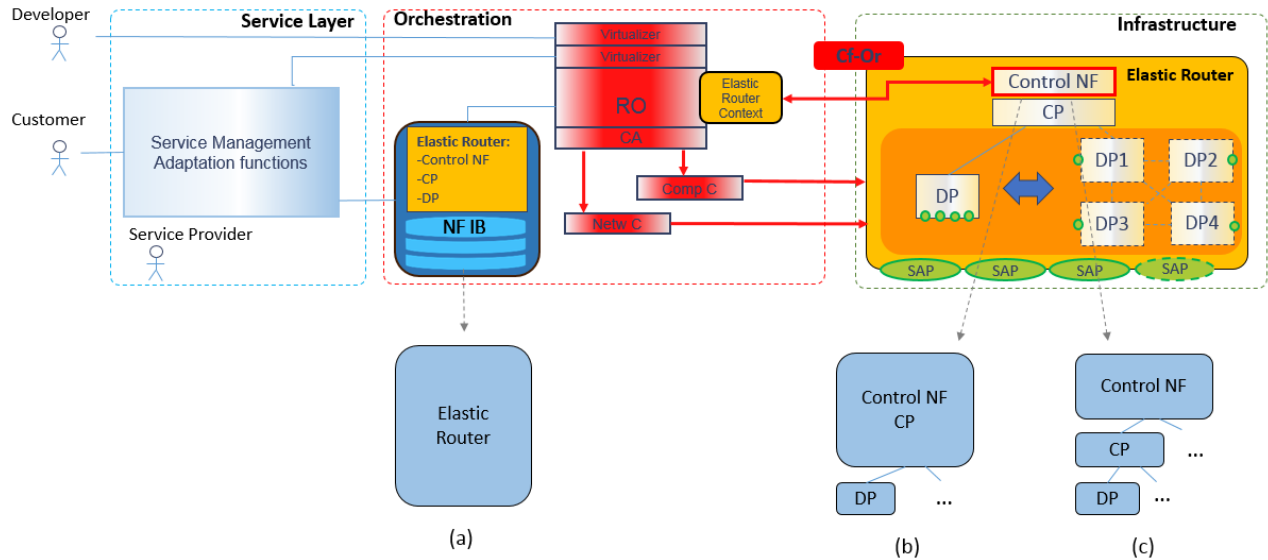 Developer
Customer
Service Provider
Service Layer
Service Management
Adaptation functions
Orchestration
Virtualizer
Virtualizer
RO
CA
Elastic
Router
Context
Elastic Router:
-Control NF
-CP
-DP
NF IB
Comp C
Netw C
Cf-Or
Infrastructure
Elastic Router
Control NF
CP
DP
DP1
DP2
DP3
DP4
SAP
SAP
SAP
SAP
Elastic
Router
(a)
Control NF
CP
DP
...
(b)
Control NF
CP
...
DP
...
(c)